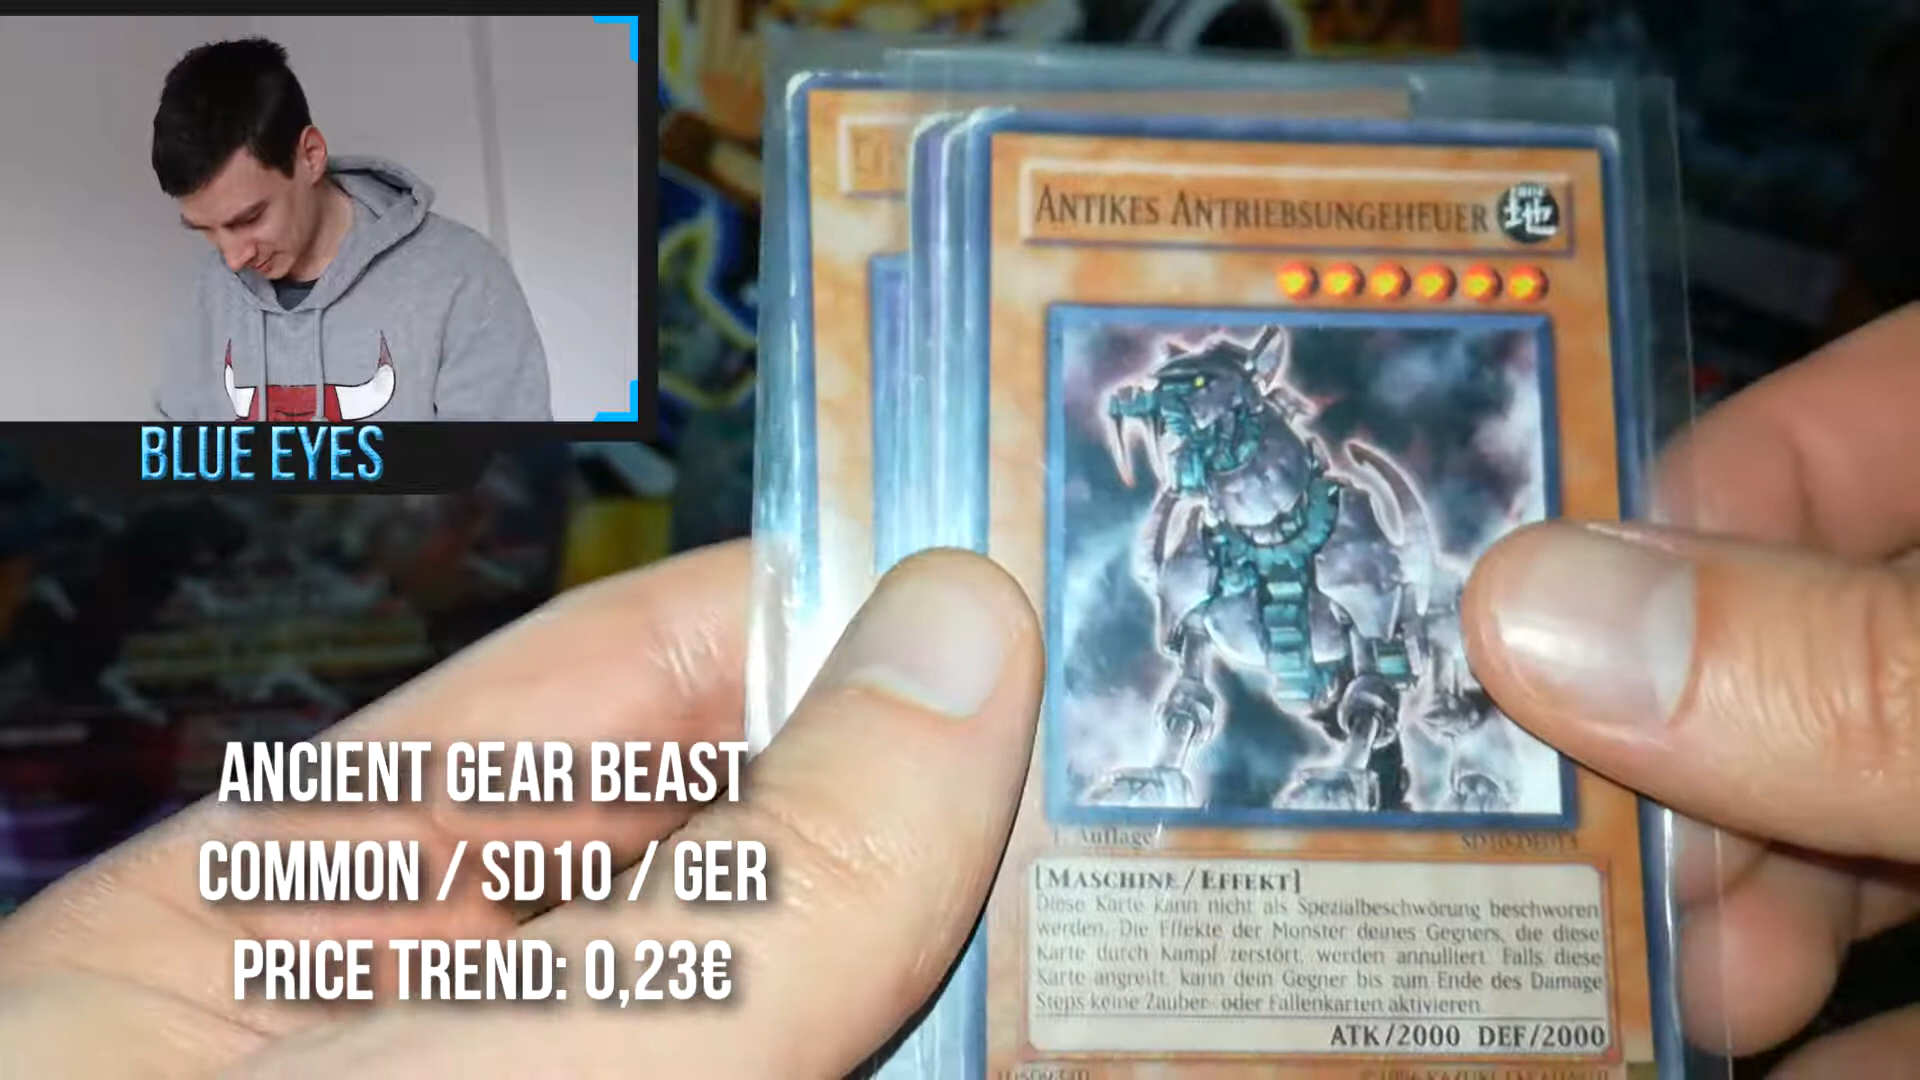 BLUE EYES
ANTIKES ANTRIEBSUNGEHEUER
地
1. Auflage
[MASCHINE/EFFEKT]
Diese Karte kann nicht als Spezialbeschwörung beschworen
werden. Die Effekte der Monster deines Gegners, die diese
Karte durch Kampf zerstört, werden annulliert. Falls diese
Karte angreift, kann dein Gegner bis zum Ende des Damage
Steps keine Zauber- oder Fallenkarten aktivieren.
ATK/2000 DEF/2000
ANCIENT GEAR BEAST
COMMON / SD10 / GER
PRICE TREND: 0,23€